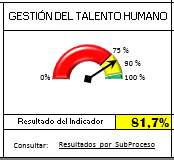 GESTIÓN DEL TALENTO HUMANO
75 %
90 %
0%
100 %
Resultado del Indicador 81,7%
Consultar: Resultados por SubProceso